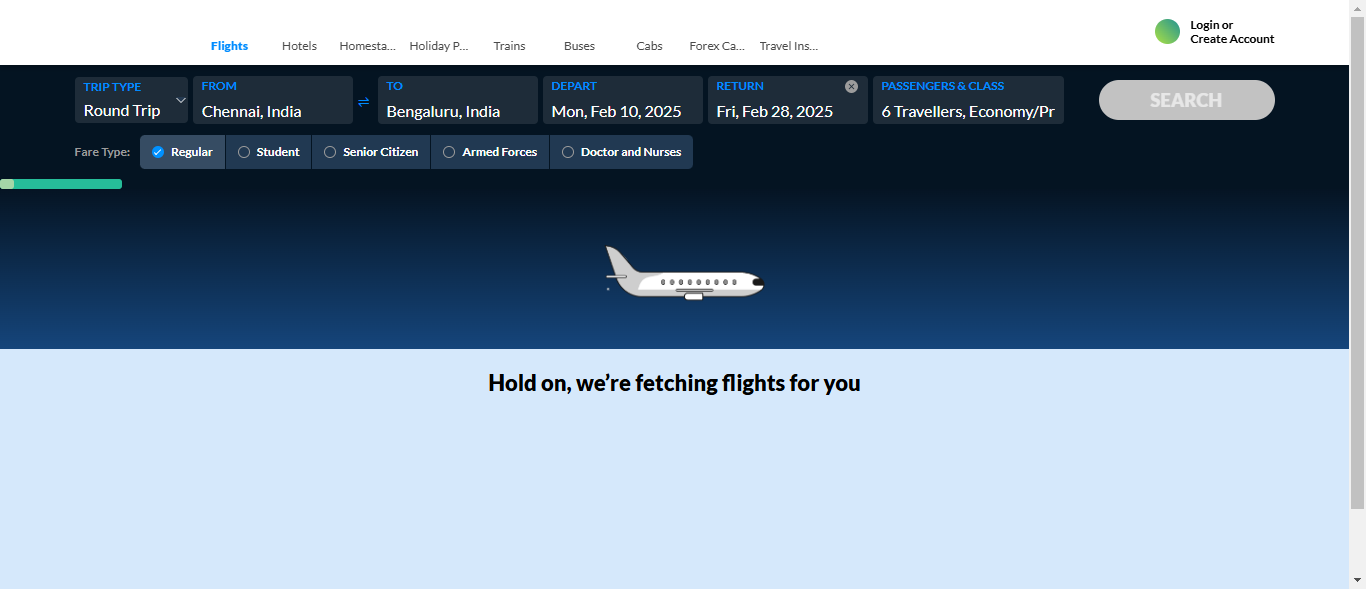 Login or
Create Account
Flights Hotels Homesta... Holiday P... Trains Buses Cabs Forex Ca... Travel Ins...
TRIP TYPE FROM TO DEPART RETURN PASSENGERS & CLASS
Round Trip Chennai, India Bengaluru, India Mon, Feb 10, 2025 Fri, Feb 28, 2025 6 Travellers, Economy/Pr
SEARCH
Fare Type: Regular Student Senior Citizen Armed Forces Doctor and Nurses
Hold on, we’re fetching flights for you